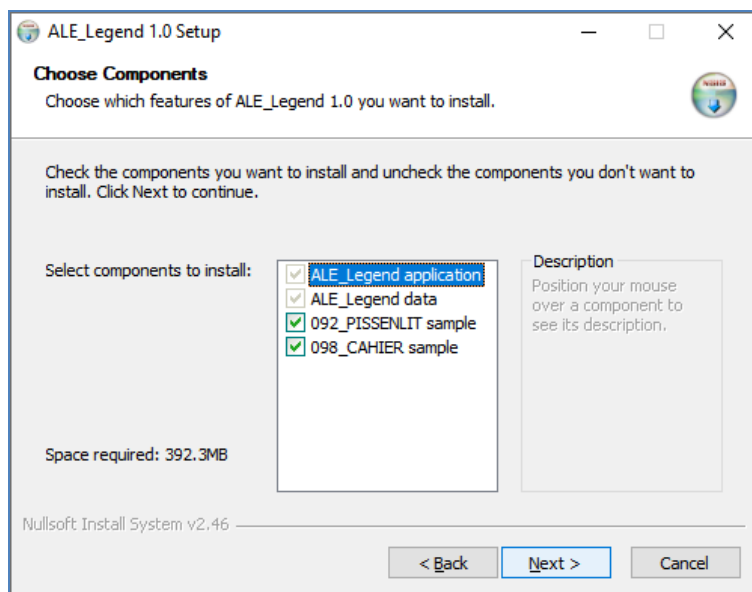 ALE_Legend 1.0 Setup
Choose Components
Choose which features of ALE_Legend 1.0 you want to install.
Check the components you want to install and uncheck the components you don't want to
install. Click Next to continue.
Select components to install:
ALE_Legend application
ALE_Legend data
092_PISSENLIT sample
098_CAHIER sample
Description
Position your mouse
over a component to
see its description.
Space required: 392.3MB
Nullsoft Install System v2.46
< Back
Next >
Cancel